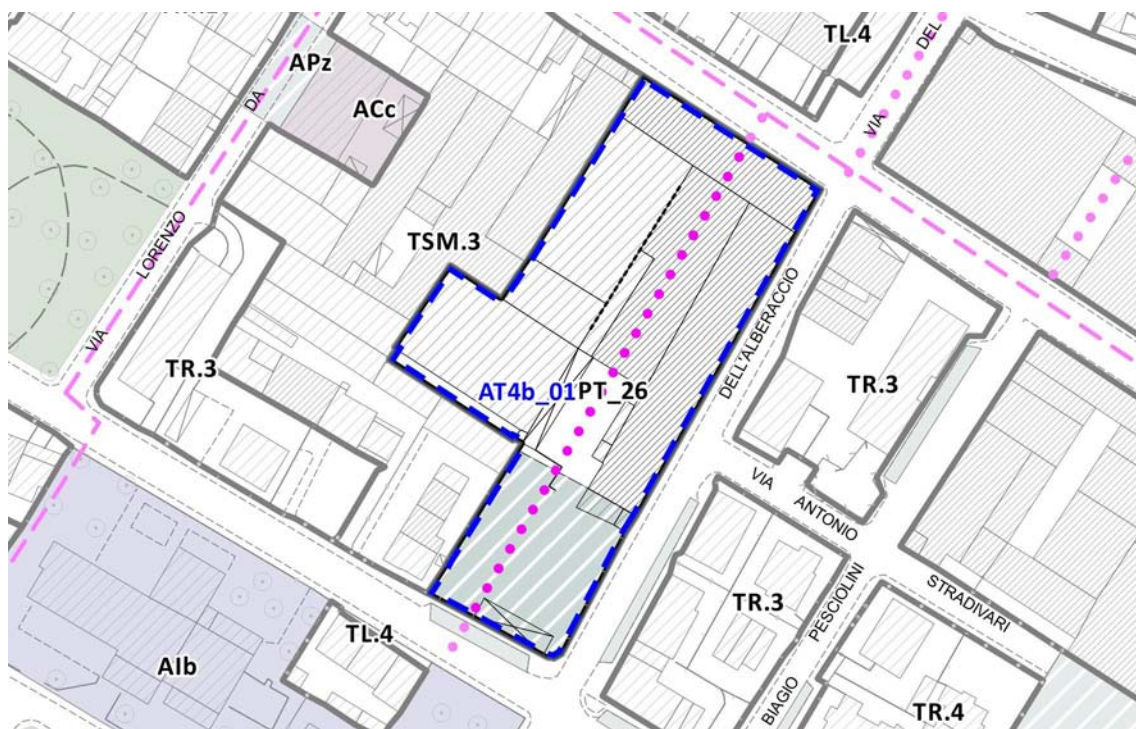 TL.4
DEL
VIA
APz
DA
ACc
LORENZO
VIA
TSM.3
DELL'ALBERACCIO
TR.3
TR.3
AT4b_01
PT_26
VIA ANTONIO STRADIVARI
TR.3
BIAGIO PESCIOLINI
TL.4
AIb
TR.4